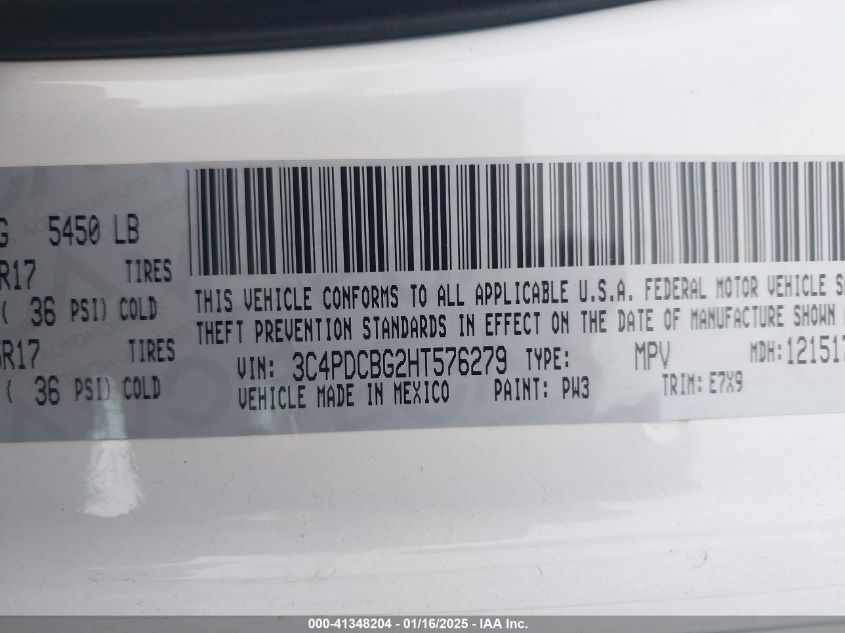 G 5450 LB
R17 TIRES
( 36 PSI) COLD
R17 TIRES
( 36 PSI) COLD
THIS VEHICLE CONFORMS TO ALL APPLICABLE U.S.A. FEDERAL MOTOR VEHICLE
THEFT PREVENTION STANDARDS IN EFFECT ON THE DATE OF MANUFACTURE SHOWN
VIN: 3C4PDCBG2HT576279 TYPE: MPV MDH: 121517
VEHICLE MADE IN MEXICO PAINT: PW3 TRIM: E7X9
000-41348204 - 01/16/2025 - IAA Inc.